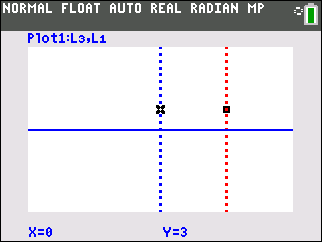 NORMAL FLOAT AUTO REAL RADIAN MP
Plot1:L3,L1
X=0 Y=3